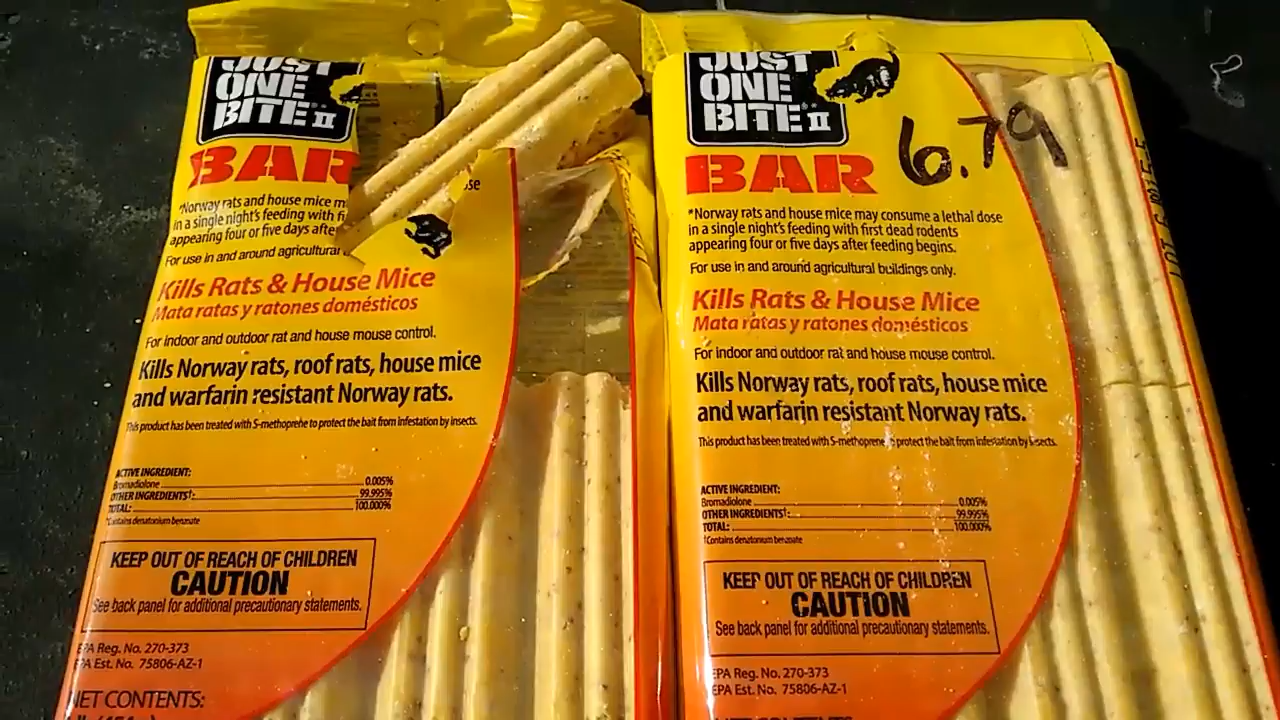 JUST
ONE
BITE II
BAR
*Norway rats and house mice m
in a single night's feeding with fi
appearing four or five days after
For use in and around agricultural
Kills Rats & House Mice
Mata ratas y ratones domésticos
For indoor and outdoor rat and house mouse control.
Kills Norway rats, roof rats, house mice
and warfarin resistant Norway rats.
This product has been treated with S-methoprene to protect the bait from infestation by insects.
ACTIVE INGREDIENT:
Bromadiolone 0.005%
OTHER INGREDIENTS†: 99.995%
TOTAL: 100.000%
†Contains denatonium benzoate
KEEP OUT OF REACH OF CHILDREN
CAUTION
See back panel for additional precautionary statements.
EPA Reg. No. 270-373
EPA Est. No. 75806-AZ-1
NET CONTENTS:
JUST
ONE
BITE II
BAR
6.79
*Norway rats and house mice may consume a lethal dose
in a single night's feeding with first dead rodents
appearing four or five days after feeding begins.
For use in and around agricultural buildings only.
Kills Rats & House Mice
Mata ratas y ratones domésticos
For indoor and outdoor rat and house mouse control.
Kills Norway rats, roof rats, house mice
and warfarin resistant Norway rats.
This product has been treated with S-methoprene to protect the bait from infestation by insects.
ACTIVE INGREDIENT:
Bromadiolone 0.005%
OTHER INGREDIENTS†: 99.995%
TOTAL: 100.000%
†Contains denatonium benzoate
KEEP OUT OF REACH OF CHILDREN
CAUTION
See back panel for additional precautionary statements.
EPA Reg. No. 270-373
EPA Est. No. 75806-AZ-1
NET CONTENTS